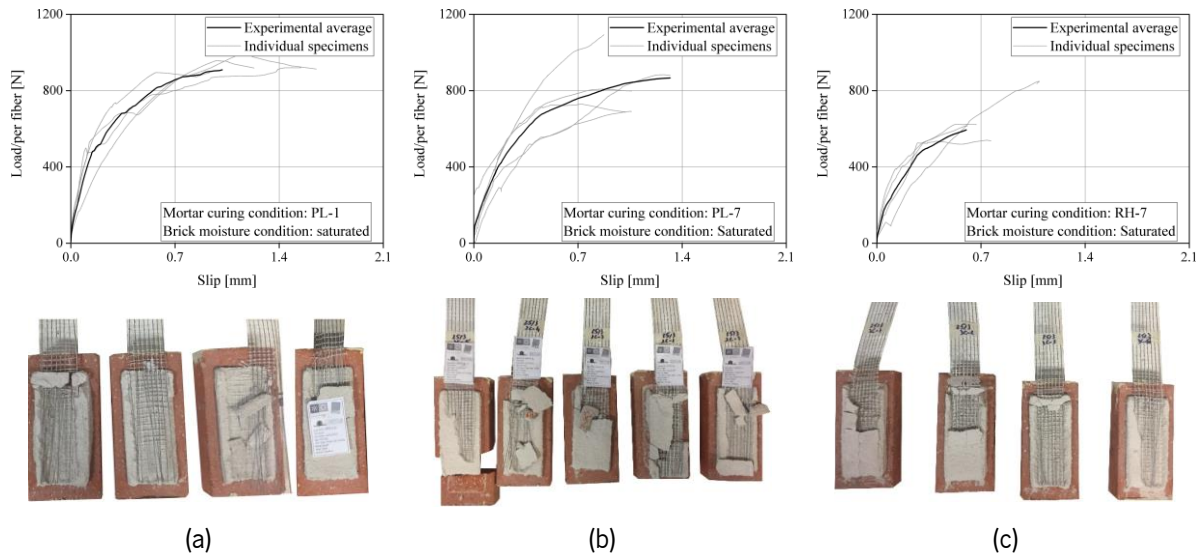 1200
800
400
0
Load/per fiber [N]
Experimental average
Individual specimens
Mortar curing condition: PL-1
Brick moisture condition: saturated
0.0 0.7 1.4 2.1
Slip [mm]
1200
800
400
0
Load/per fiber [N]
Experimental average
Individual specimens
Mortar curing condition: PL-7
Brick moisture condition: Saturated
0.0 0.7 1.4 2.1
Slip [mm]
1200
800
400
0
Load/per fiber [N]
Experimental average
Individual specimens
Mortar curing condition: RH-7
Brick moisture condition: Saturated
0.0 0.7 1.4 2.1
Slip [mm]
(a)
(b)
(c)